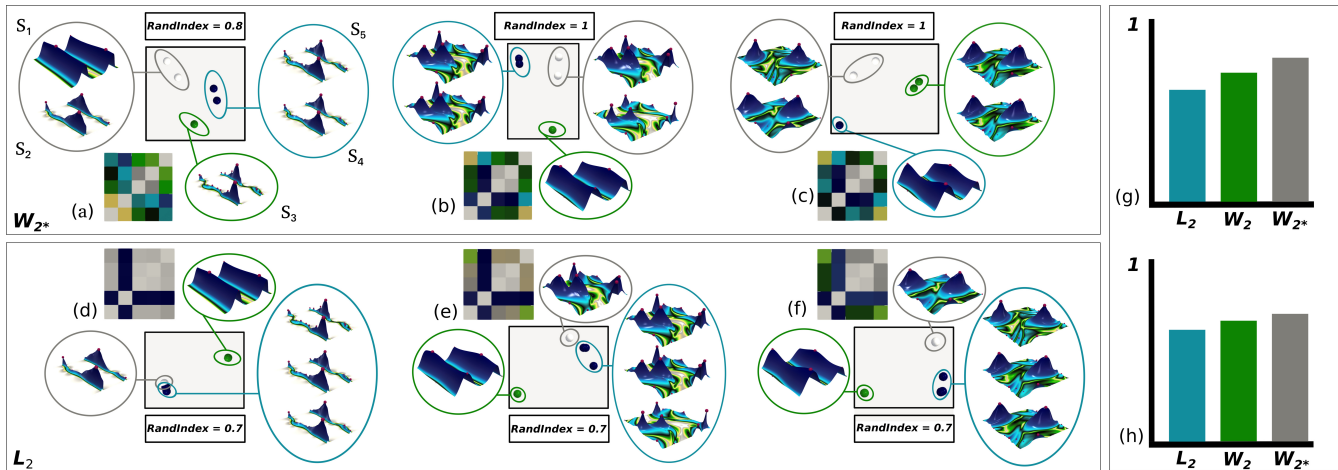 S1
RandIndex = 0.8
S5
S2
S4
(a)
S3
W2*
RandIndex = 1
(b)
RandIndex = 1
(c)
(d)
RandIndex = 0.7
L2
(e)
RandIndex = 0.7
(f)
RandIndex = 0.7
1
(g)
L2 W2 W2*
1
(h)
L2 W2 W2*